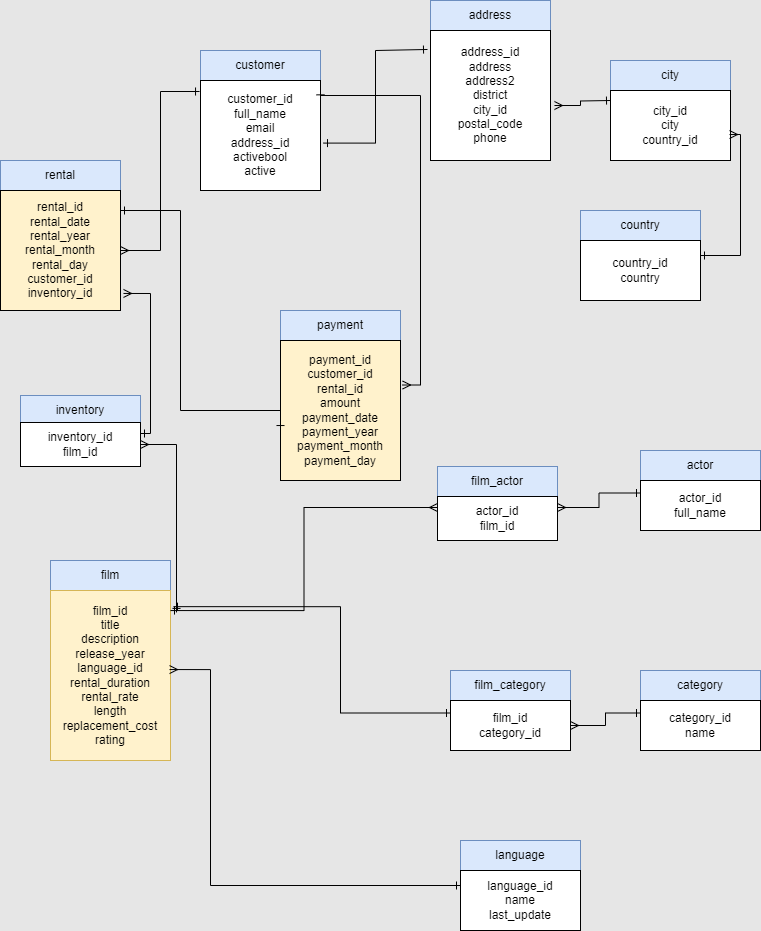 address
address_id
address
address2
district
city_id
postal_code
phone
customer
customer_id
full_name
email
address_id
activebool
active
city
city_id
city
country_id
rental
rental_id
rental_date
rental_year
rental_month
rental_day
customer_id
inventory_id
country
country_id
country
payment
payment_id
customer_id
rental_id
amount
payment_date
payment_year
payment_month
payment_day
inventory
inventory_id
film_id
film_actor
actor_id
film_id
actor
actor_id
full_name
film
film_id
title
description
release_year
language_id
rental_duration
rental_rate
length
replacement_cost
rating
film_category
film_id
category_id
category
category_id
name
language
language_id
name
last_update